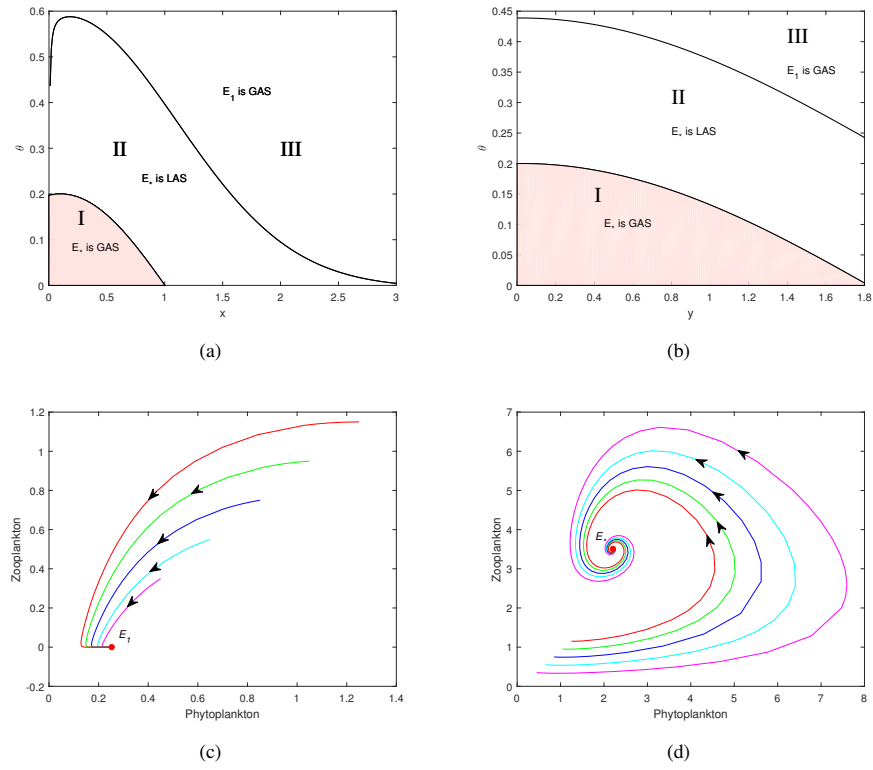 0.6
0.5
0.4
0.3
0.2
0.1
0
θ
E1 is GAS
II
III
E* is LAS
I
E* is GAS
0 0.5 1 1.5 2 2.5 3
x
(a)
0.45
0.4
0.35
0.3
0.25
0.2
0.15
0.1
0.05
0
θ
III
E1 is GAS
II
E* is LAS
I
E* is GAS
0 0.2 0.4 0.6 0.8 1 1.2 1.4 1.6 1.8
y
(b)
1.2
1
0.8
0.6
0.4
0.2
0
-0.2
Zooplankton
E1
0 0.2 0.4 0.6 0.8 1 1.2 1.4
Phytoplankton
(c)
7
6
5
4
3
2
1
0
Zooplankton
E*
0 1 2 3 4 5 6 7 8
Phytoplankton
(d)